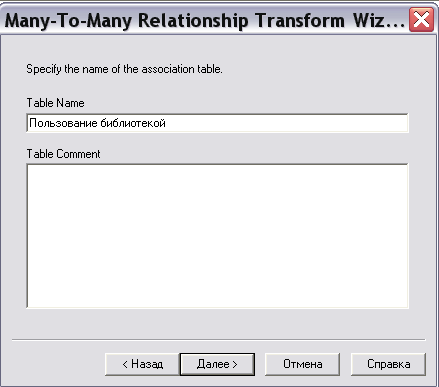 Many-To-Many Relationship Transform Wiz...
Specify the name of the association table.
Table Name
Пользование библиотекой
Table Comment
< Назад Далее > Отмена Справка